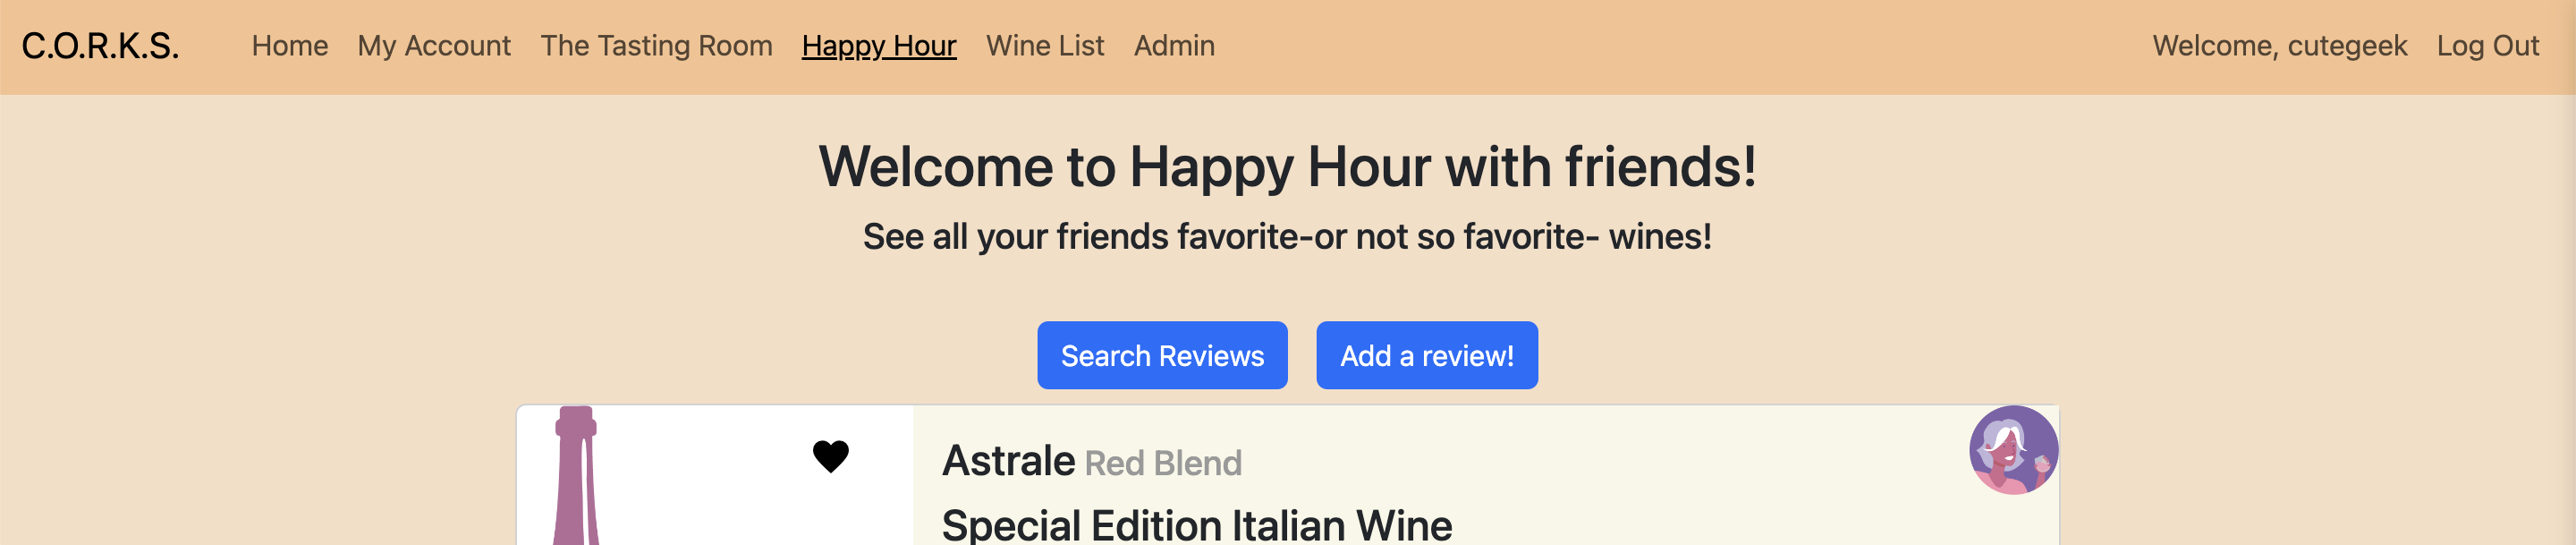 C.O.R.K.S. Home My Account The Tasting Room Happy Hour Wine List Admin Welcome, cutegeek Log Out
Welcome to Happy Hour with friends!
See all your friends favorite-or not so favorite- wines!
Search Reviews Add a review!
Astrale Red Blend
Special Edition Italian Wine